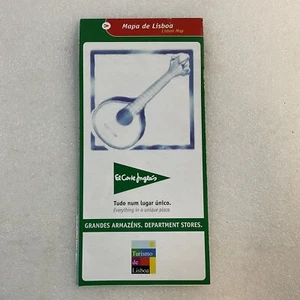 Mapa de Lisboa
Lisbon Map
El Corte Inglés
Tudo num lugar único.
Everything in a unique place.
GRANDES ARMAZÉNS. DEPARTMENT STORES.
Turismo
de
Lisboa